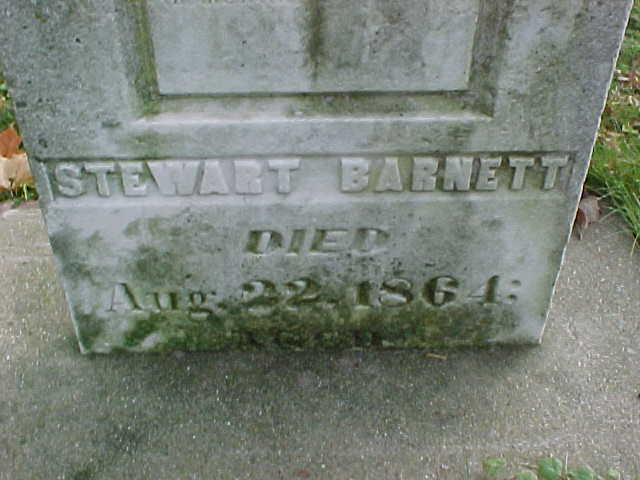 STEWART BARNETT
DIED
Aug. 22. 1864: